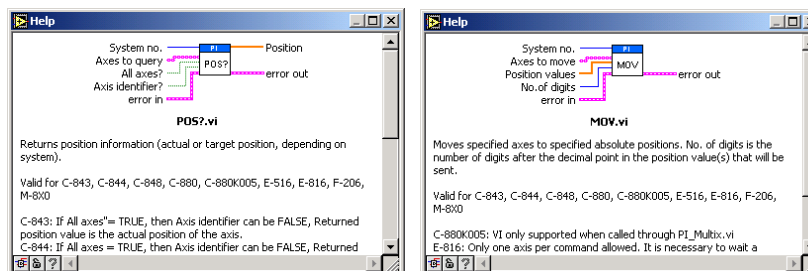 Help
System no.
Position
Axes to query
All axes?
Axis identifier?
error in
error out
PI
POS?
POS?.vi
Returns position information (actual or target position, depending on
system).
Valid for C-843, C-844, C-848, C-880, C-880K005, E-516, E-816, F-206,
M-8X0
C-843: If All axes"= TRUE, then Axis identifier can be FALSE, Returned
position value is the actual position of the axis.
C-844: If All axes = TRUE, then Axis identifier can be FALSE, Returned
Help
System no.
Axes to move
Position values
No.of digits
error in
error out
PI
MOV
MOV.vi
Moves specified axes to specified absolute positions. No. of digits is the
number of digits after the decimal point in the position value(s) that will be
sent.
Valid for C-843, C-844, C-848, C-880, C-880K005, E-516, E-816, F-206,
M-8X0
C-880K005: VI only supported when called through PI_Multix.vi
E-816: Only one axis per command allowed. It is necessary to wait a